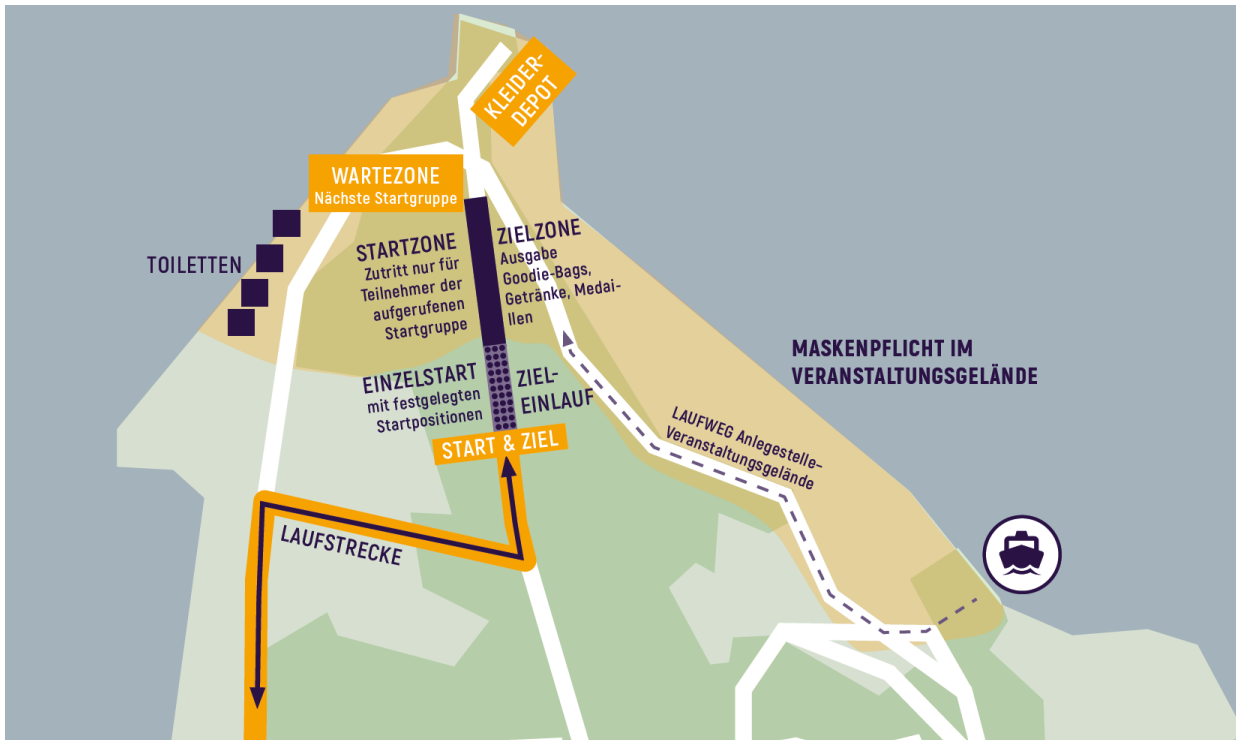 KLEIDER-
DEPOT
WARTEZONE
Nächste Startgruppe
TOILETTEN
STARTZONE
Zutritt nur für
Teilnehmer der
aufgerufenen
Startgruppe
ZIELZONE
Ausgabe
Goodie-Bags,
Getränke, Medai-
llen
MASKENPFLICHT IM
VERANSTALTUNGSGELÄNDE
EINZELSTART
mit festgelegten
Startpositionen
ZIEL-
EINLAUF
START & ZIEL
LAUFWEG Anlegestelle-
Veranstaltungsgelände
LAUFSTRECKE